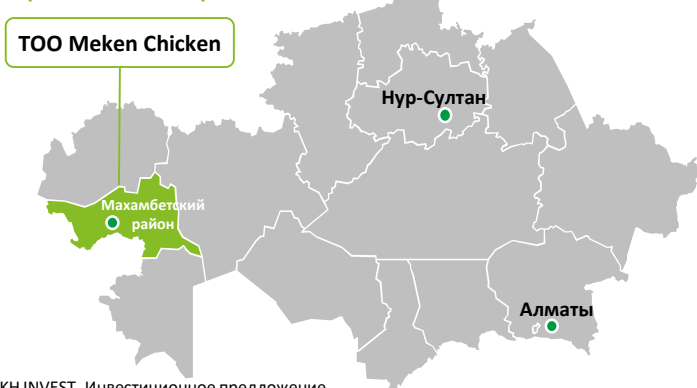 ТОО Meken Chicken
Нур-Султан
Махамбетский
район
Алматы
KH INVEST. Инвестиционное предложение